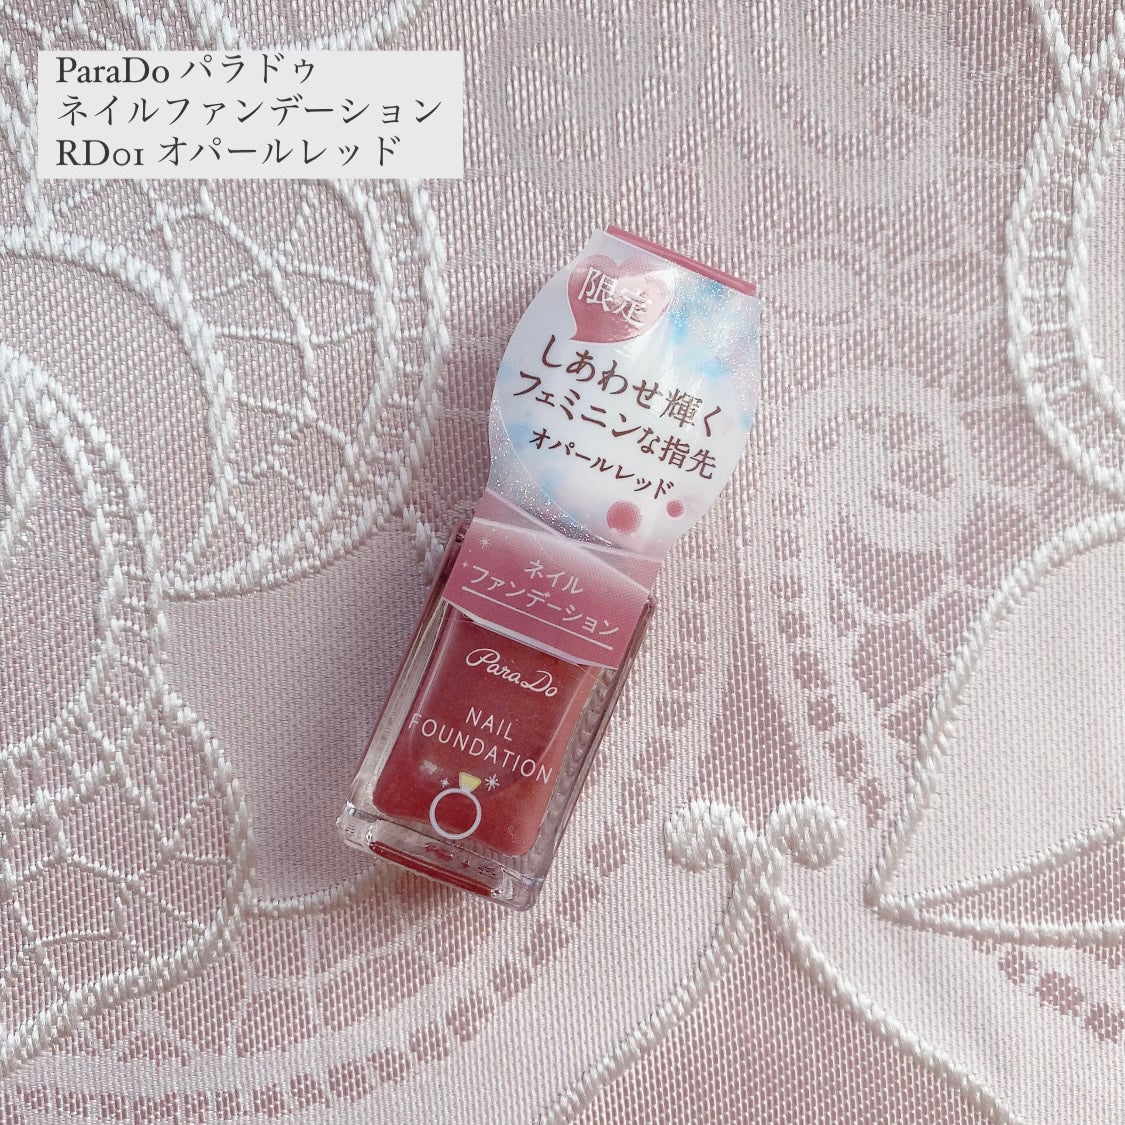 ParaDo パラドゥ
ネイルファンデーション
RD01 オパールレッド
限定
しあわせ輝く
フェミニンな指先
オパールレッド
ネイル
ファンデーション
ParaDo
NAIL
FOUNDATION